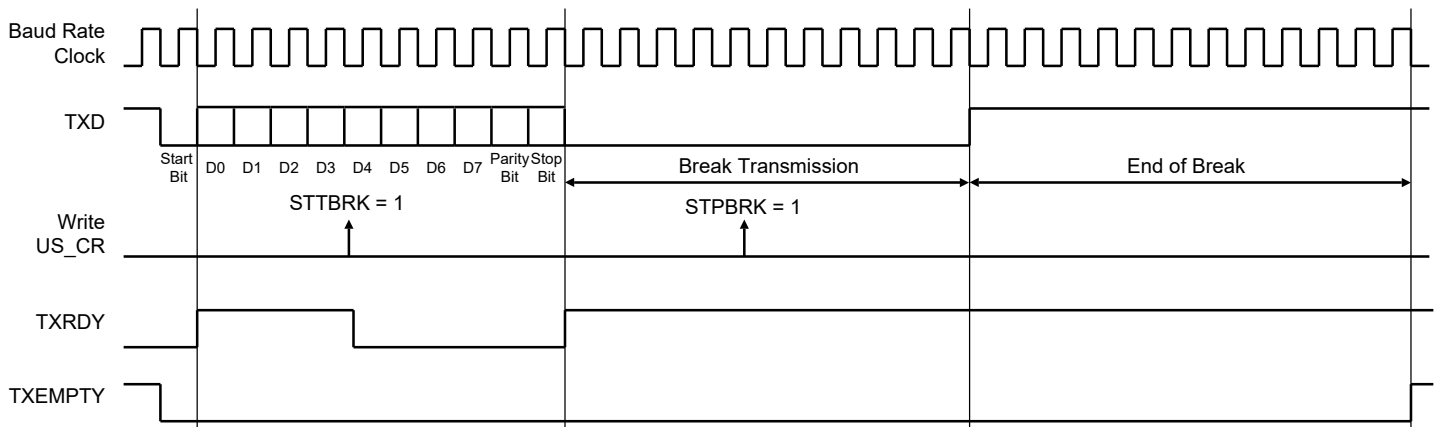 Baud Rate
Clock
TXD
Start
Bit
D0 D1 D2 D3 D4 D5 D6 D7
Parity
Bit
Stop
Bit
Break Transmission
End of Break
STTBRK = 1
STPBRK = 1
Write
US_CR
TXRDY
TXEMPTY